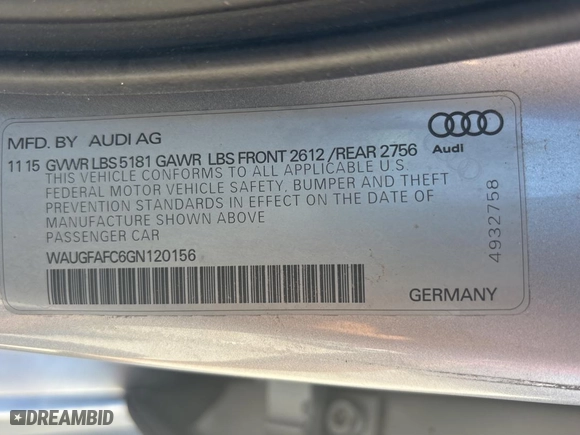 MFD. BY AUDI AG
11 15 GVWR LBS 5181 GAWR LBS FRONT 2612 /REAR 2756
THIS VEHICLE CONFORMS TO ALL APPLICABLE U.S.
FEDERAL MOTOR VEHICLE SAFETY, BUMPER AND THEFT
PREVENTION STANDARDS IN EFFECT ON THE DATE OF
MANUFACTURE SHOWN ABOVE
PASSENGER CAR
WAUGFAFC6GN120156
Audi
4932758
GERMANY
DREAMBID